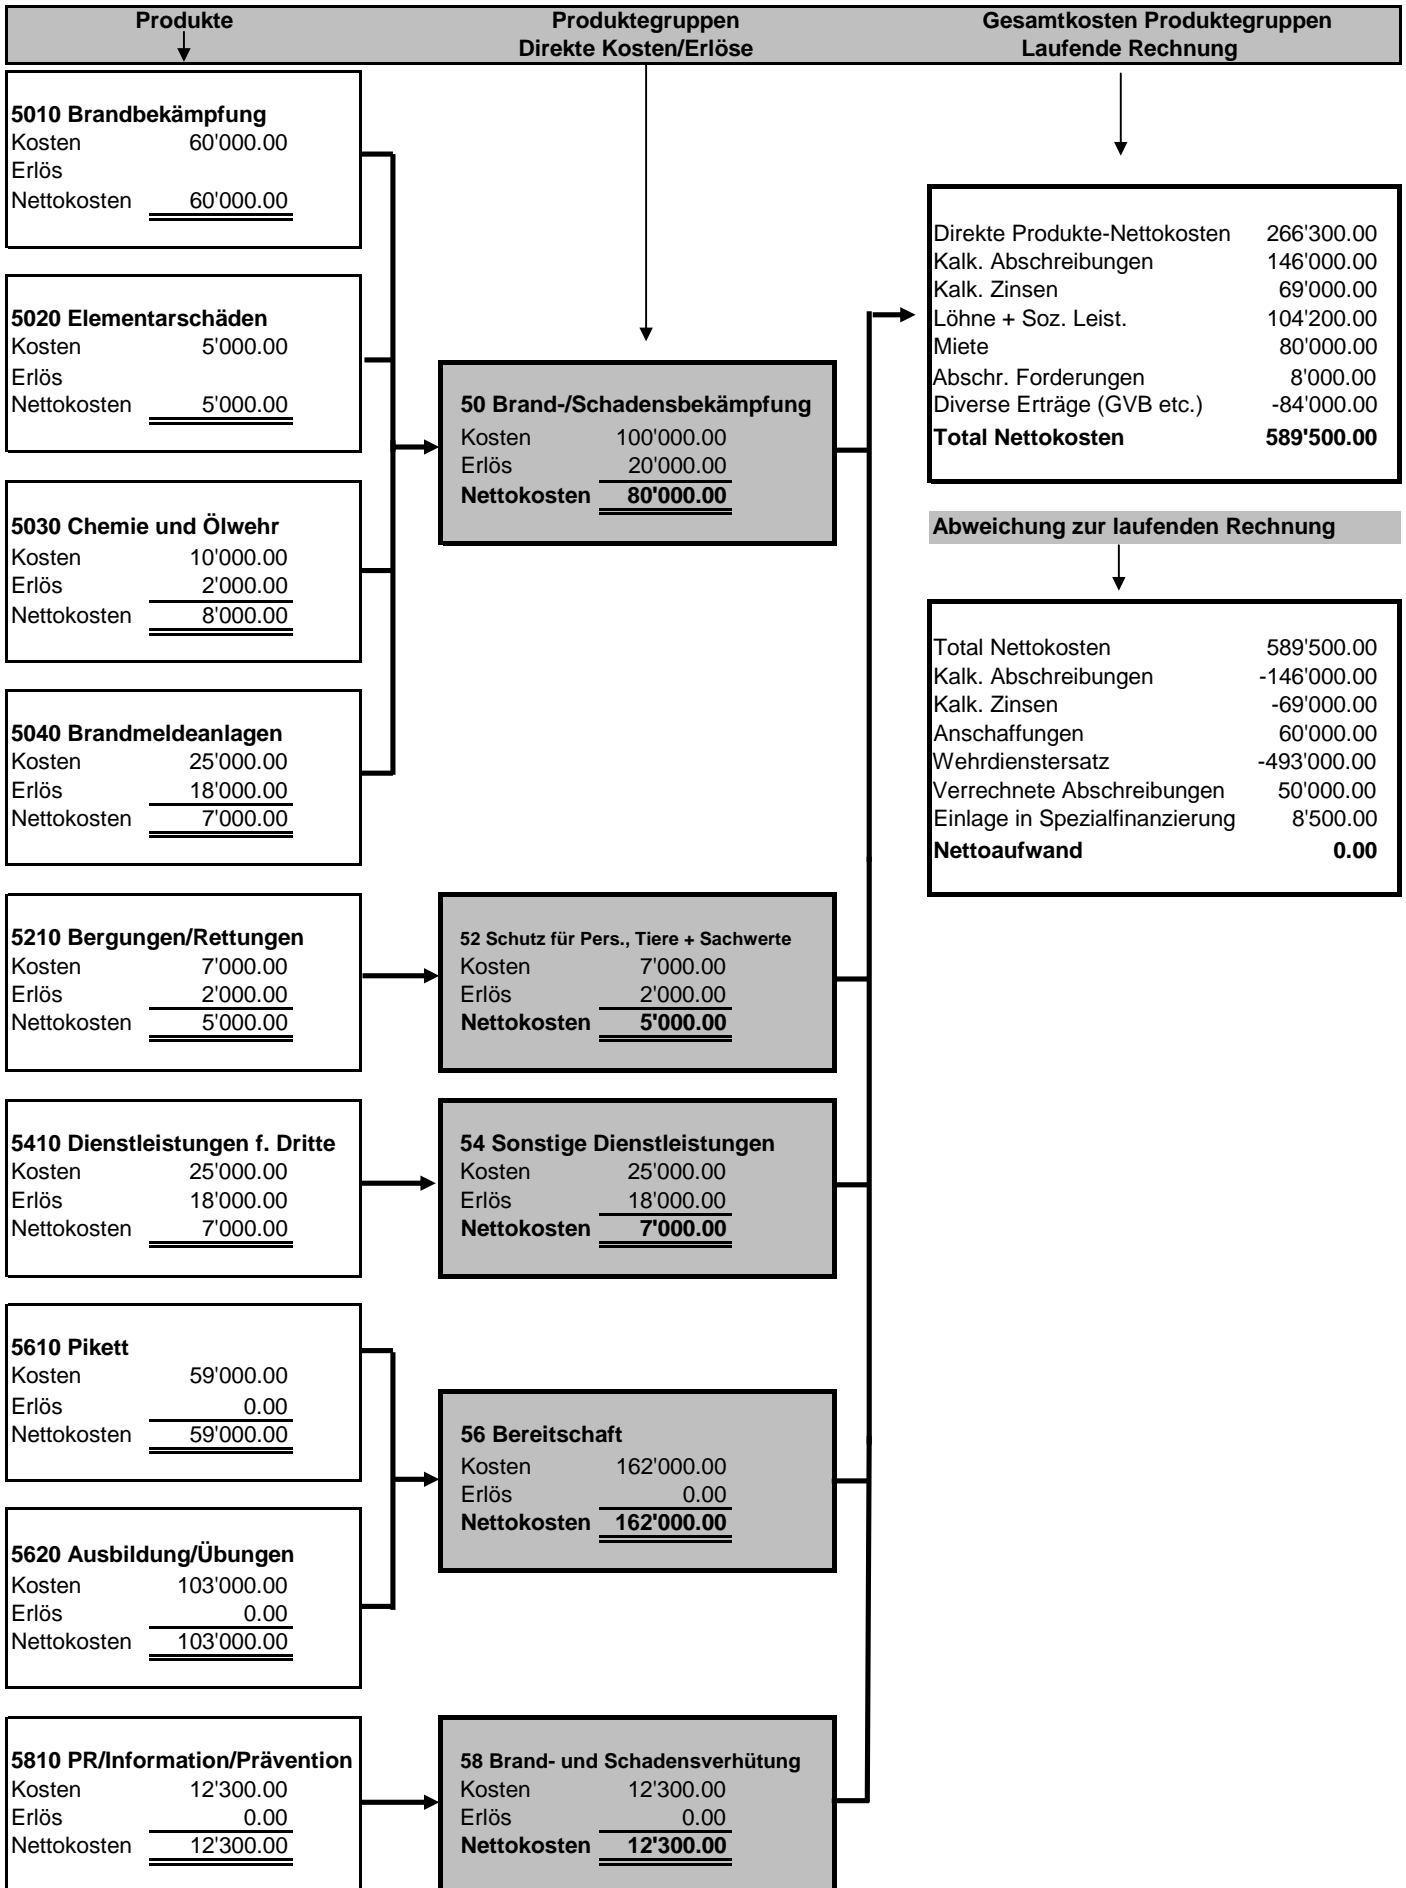 Produkte
Produktegruppen
Direkte Kosten/Erlöse
Gesamtkosten Produktegruppen
Laufende Rechnung
5010 Brandbekämpfung
Kosten 60'000.00
Erlös
Nettokosten 60'000.00
5020 Elementarschäden
Kosten 5'000.00
Erlös
Nettokosten 5'000.00
5030 Chemie und Ölwehr
Kosten 10'000.00
Erlös 2'000.00
Nettokosten 8'000.00
5040 Brandmeldeanlagen
Kosten 25'000.00
Erlös 18'000.00
Nettokosten 7'000.00
5210 Bergungen/Rettungen
Kosten 7'000.00
Erlös 2'000.00
Nettokosten 5'000.00
5410 Dienstleistungen f. Dritte
Kosten 25'000.00
Erlös 18'000.00
Nettokosten 7'000.00
5610 Pikett
Kosten 59'000.00
Erlös 0.00
Nettokosten 59'000.00
5620 Ausbildung/Übungen
Kosten 103'000.00
Erlös 0.00
Nettokosten 103'000.00
5810 PR/Information/Prävention
Kosten 12'300.00
Erlös 0.00
Nettokosten 12'300.00
50 Brand-/Schadensbekämpfung
Kosten 100'000.00
Erlös 20'000.00
Nettokosten 80'000.00
52 Schutz für Pers., Tiere + Sachwerte
Kosten 7'000.00
Erlös 2'000.00
Nettokosten 5'000.00
54 Sonstige Dienstleistungen
Kosten 25'000.00
Erlös 18'000.00
Nettokosten 7'000.00
56 Bereitschaft
Kosten 162'000.00
Erlös 0.00
Nettokosten 162'000.00
58 Brand- und Schadensverhütung
Kosten 12'300.00
Erlös 0.00
Nettokosten 12'300.00
Direkte Produkte-Nettokosten 266'300.00
Kalk. Abschreibungen 146'000.00
Kalk. Zinsen 69'000.00
Löhne + Soz. Leist. 104'200.00
Miete 80'000.00
Abschr. Forderungen 8'000.00
Diverse Erträge (GVB etc.) -84'000.00
Total Nettokosten 589'500.00
Abweichung zur laufenden Rechnung
Total Nettokosten 589'500.00
Kalk. Abschreibungen -146'000.00
Kalk. Zinsen -69'000.00
Anschaffungen 60'000.00
Wehrdienstersatz -493'000.00
Verrechnete Abschreibungen 50'000.00
Einlage in Spezialfinanzierung 8'500.00
Nettoaufwand 0.00